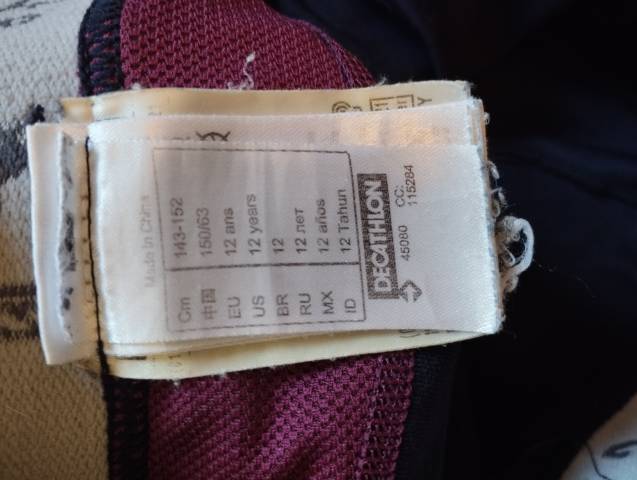 Made in China
Cm 143-152
中国 150/63
EU 12 ans
US 12 years
BR 12
RU 12 лет
MX 12 años
ID 12 Tahun
DECATHLON
45080 CC:
115284